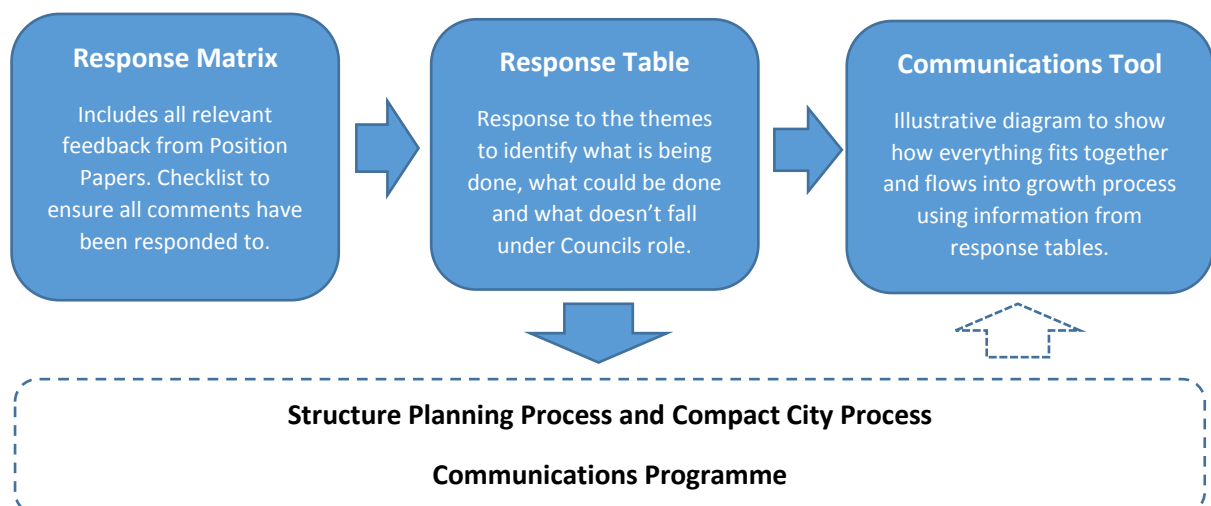 Response Matrix
Includes all relevant
feedback from Position
Papers. Checklist to
ensure all comments have
been responded to.
Response Table
Response to the themes
to identify what is being
done, what could be done
and what doesn’t fall
under Councils role.
Communications Tool
Illustrative diagram to show
how everything fits together
and flows into growth process
using information from
response tables.
Structure Planning Process and Compact City Process
Communications Programme